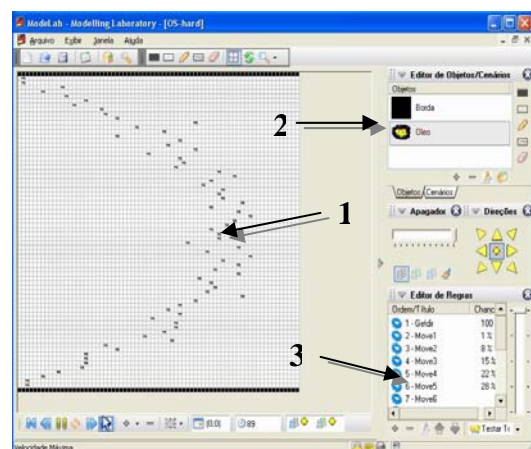 ModeLab - Modelling Laboratory - [OS-hard]
Arquivo Exibir Janela Ajuda
Editor de Objetos/Cenários
Objetos
Borda
Óleo
2
Objetos Cenários
1
Apagador
Direções
Editor de Regras
Ordem/Título Chanc
1 - Getdir 100
2 - Move1 1 %
3 - Move2 8 %
3
4 - Move3 15 %
5 - Move4 22 %
6 - Move5 28 %
7 - Move6
(0,0) 89
Testar
Velocidade Máxima